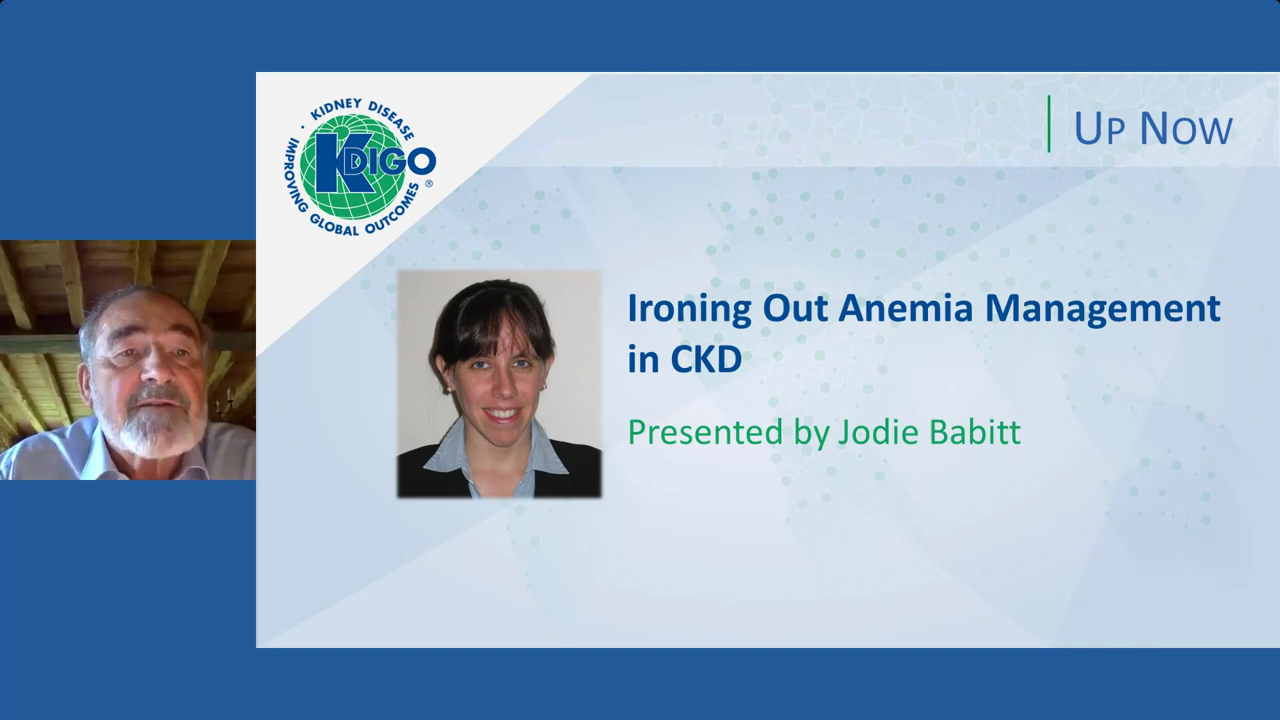 · KIDNEY DISEASE
IMPROVING GLOBAL OUTCOMES
KDIGO®
UP NOW
Ironing Out Anemia Management
in CKD
Presented by Jodie Babitt